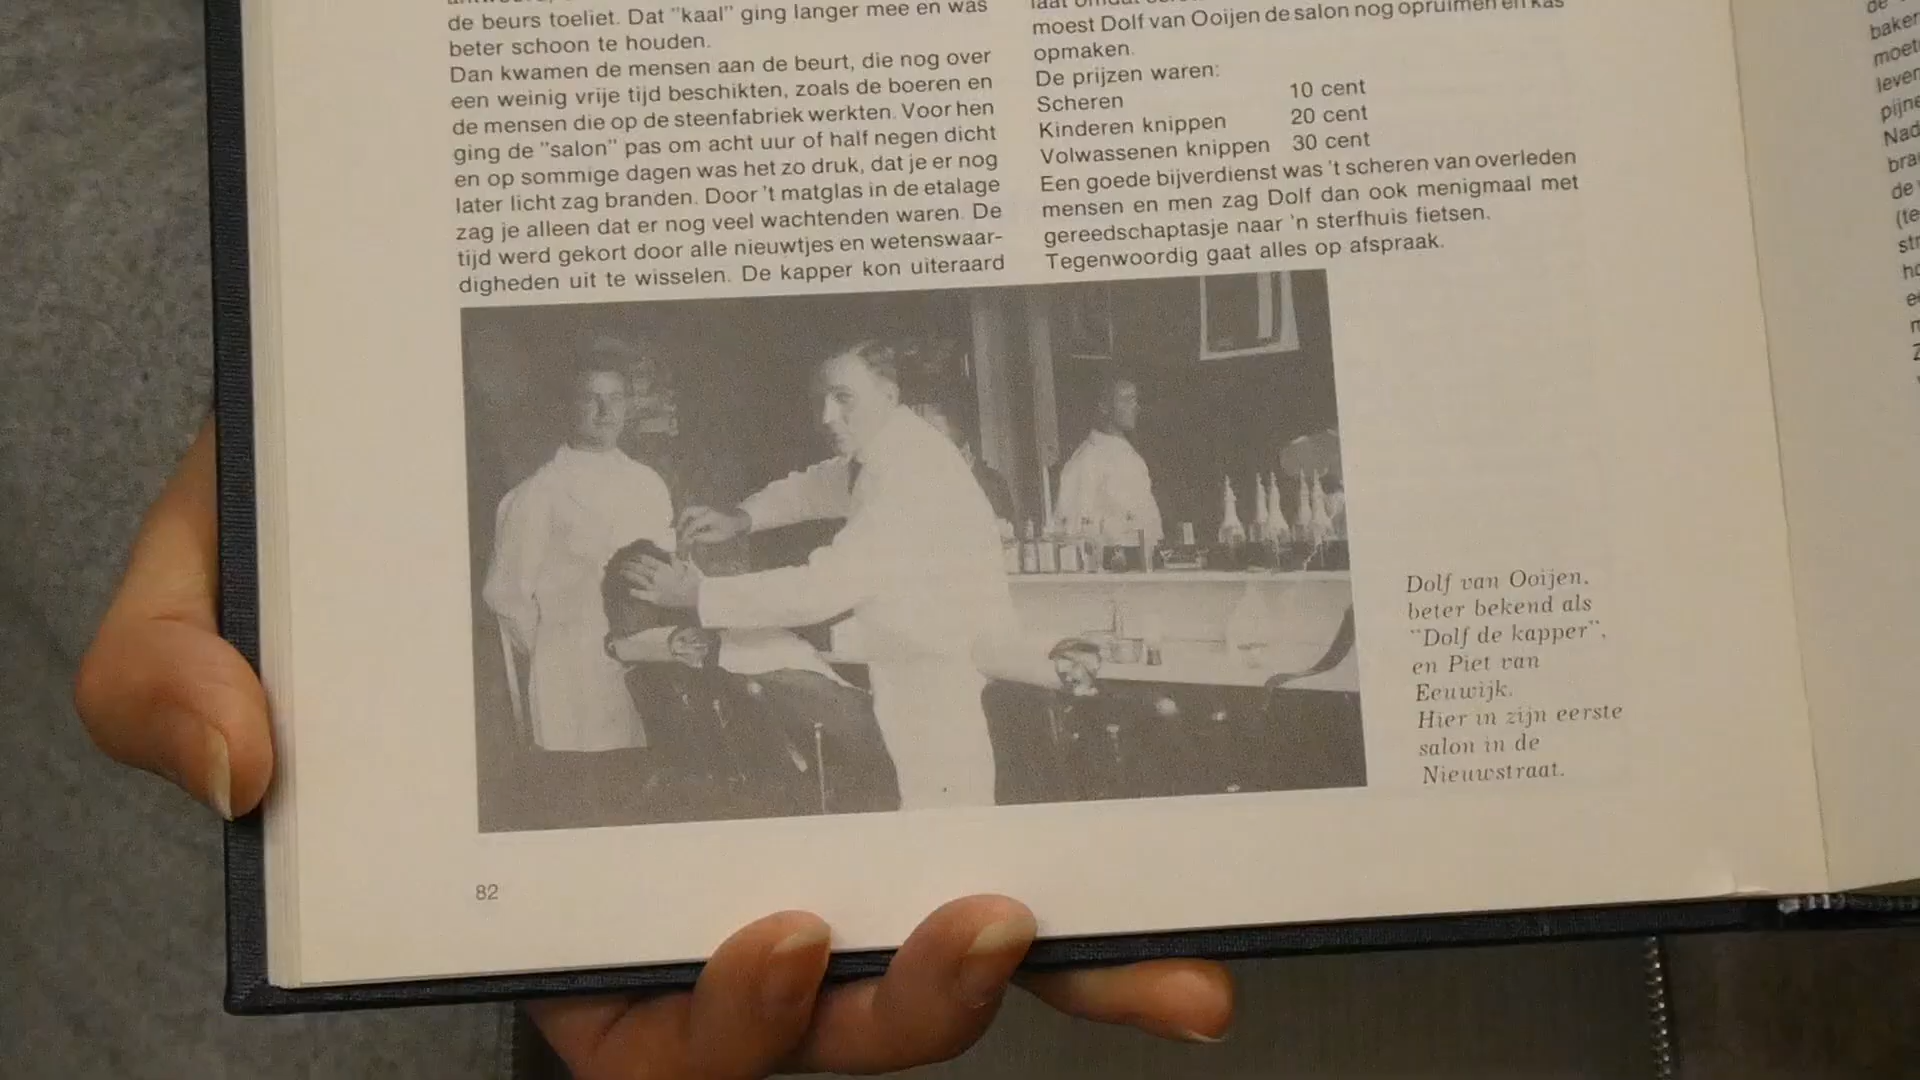 de beurs toeliet. Dat "kaal" ging langer mee en was
beter schoon te houden.
Dan kwamen de mensen aan de beurt, die nog over
een weinig vrije tijd beschikten, zoals de boeren en
de mensen die op de steenfabriek werkten. Voor hen
ging de "salon" pas om acht uur of half negen dicht
en op sommige dagen was het zo druk, dat je er nog
later licht zag branden. Door 't matglas in de etalage
zag je alleen dat er nog veel wachtenden waren. De
tijd werd gekort door alle nieuwtjes en wetenswaar-
digheden uit te wisselen. De kapper kon uiteraard
moest Dolf van Ooijen de salon nog opruimen en kas
opmaken.
De prijzen waren:
Scheren 10 cent
Kinderen knippen 20 cent
Volwassenen knippen 30 cent
Een goede bijverdienst was 't scheren van overleden
mensen en men zag Dolf dan ook menigmaal met
gereedschaptasje naar 'n sterfhuis fietsen.
Tegenwoordig gaat alles op afspraak.
Dolf van Ooijen,
beter bekend als
"Dolf de kapper",
en Piet van
Eeuwijk.
Hier in zijn eerste
salon in de
Nieuwstraat.
82